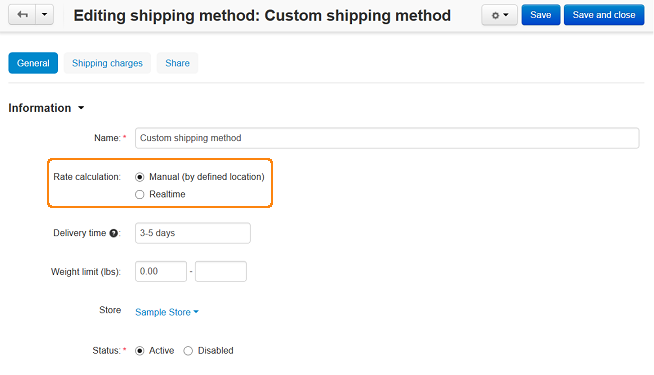 Editing shipping method: Custom shipping method
Save
Save and close
General
Shipping charges
Share
Information
Name: *
Custom shipping method
Rate calculation:
Manual (by defined location)
Realtime
Delivery time ?:
3-5 days
Weight limit (lbs):
0.00 -
Store
Sample Store
Status: *
Active
Disabled